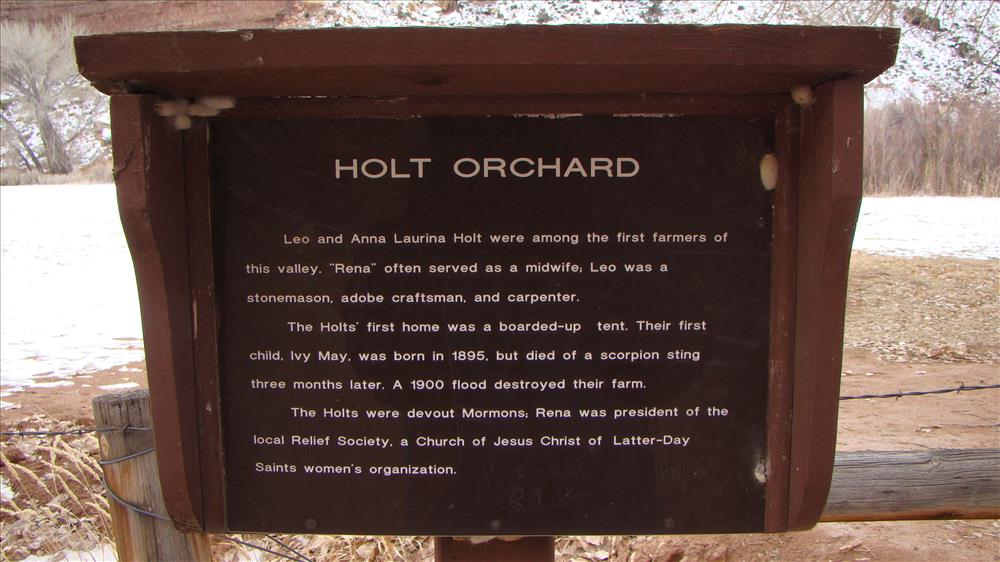 HOLT ORCHARD
Leo and Anna Laurina Holt were among the first farmers of
this valley. "Rena" often served as a midwife; Leo was a
stonemason, adobe craftsman, and carpenter.
The Holts' first home was a boarded-up tent. Their first
child, Ivy May, was born in 1895, but died of a scorpion sting
three months later. A 1900 flood destroyed their farm.
The Holts were devout Mormons; Rena was president of the
local Relief Society, a Church of Jesus Christ of Latter-Day
Saints women's organization.